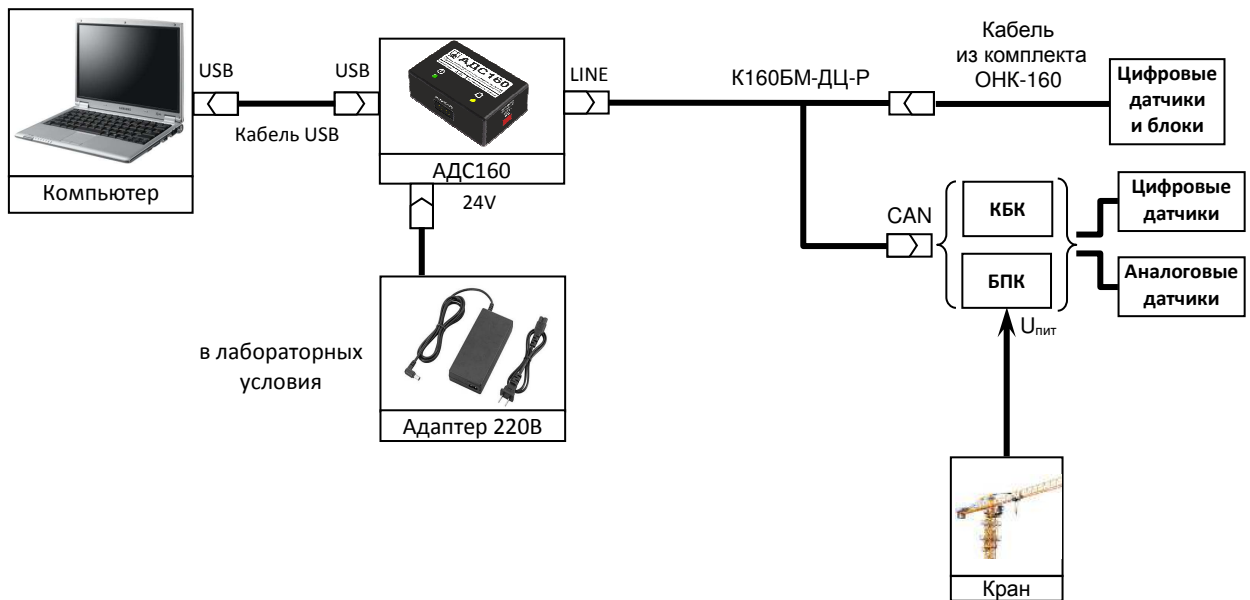 Кабель
из комплекта
ОНК-160
USB
USB
LINE
К160БМ-ДЦ-Р
Цифровые
датчики
и блоки
АДС160
Кабель USB
АДС160
Компьютер
24V
CAN
КБК
БПК
Цифровые
датчики
Аналоговые
датчики
Uпит
в лабораторных
условия
Адаптер 220В
Кран